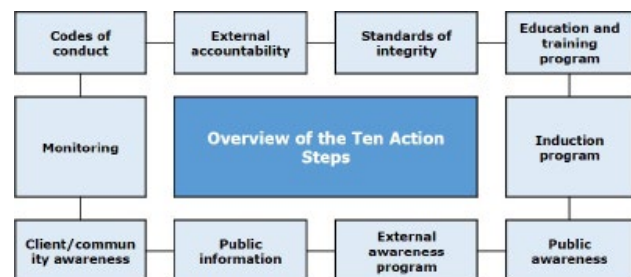 Codes of
conduct
External
accountability
Standards of
integrity
Education and
training
program
Monitoring
Overview of the Ten Action
Steps
Induction
program
Client/commun
ity awareness
Public
information
External
awareness
program
Public
awareness